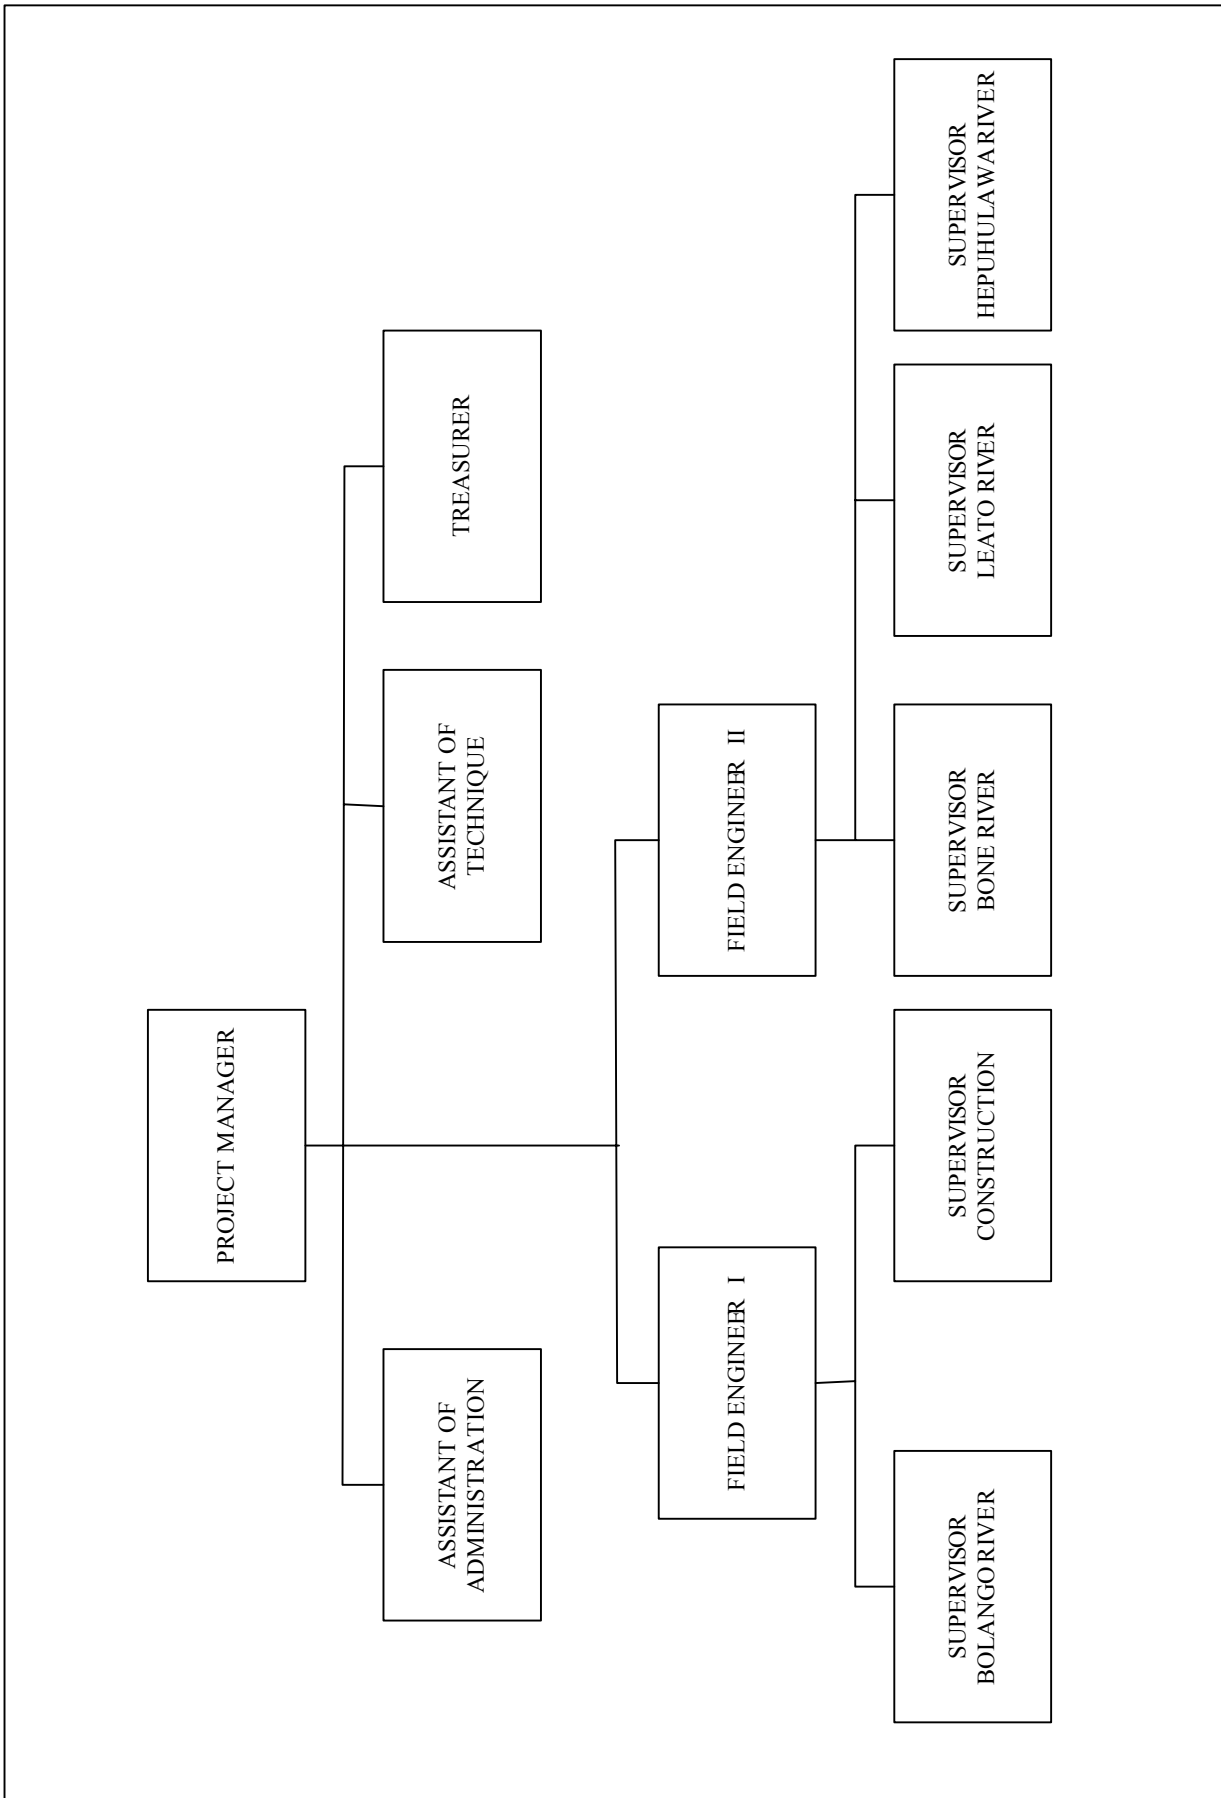 PROJECT MANAGER
ASSISTANT OF
ADMINISTRATION
ASSISTANT OF
TECHNIQUE
TREASURER
FIELD ENGINEER I
FIELD ENGINEER II
SUPERVISOR
BOLANGO RIVER
SUPERVISOR
CONSTRUCTION
SUPERVISOR
BONE RIVER
SUPERVISOR
LEATO RIVER
SUPERVISOR
HEPUHULAWA RIVER